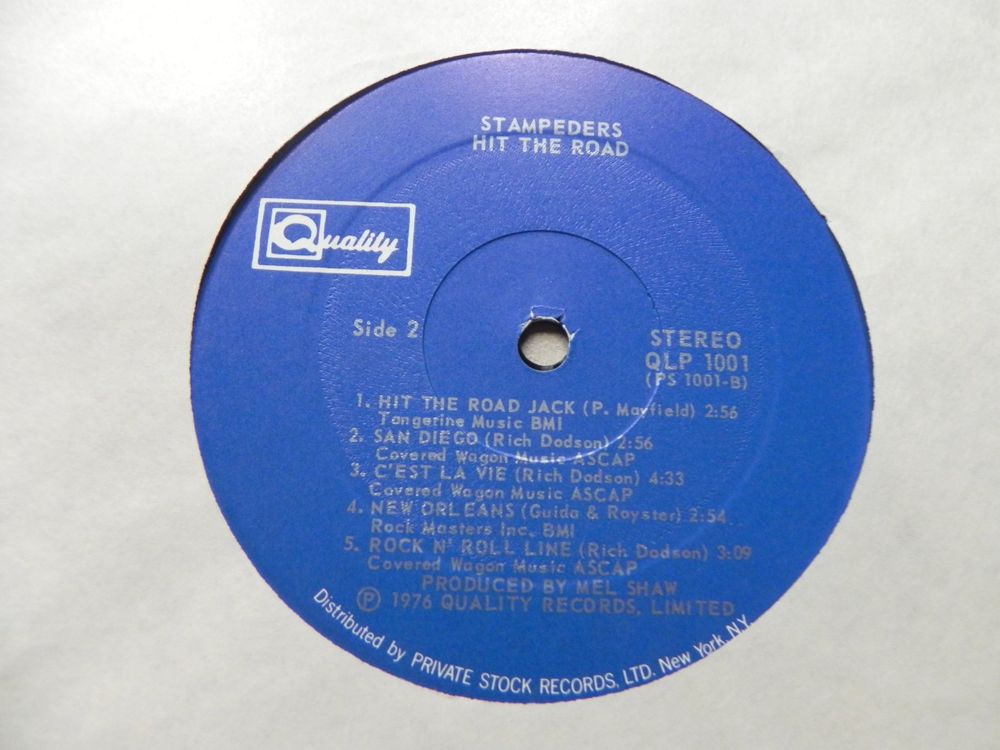 STAMPEDERS
HIT THE ROAD
Quality
Side 2
STEREO
QLP 1001
(PS 1001-B)
1. HIT THE ROAD JACK (P. Mayfield) 2:56
Tangerine Music BMI
2. SAN DIEGO (Rich Dodson) 2:56
Covered Wagon Music ASCAP
3. C'EST LA VIE (Rich Dodson) 4:33
Covered Wagon Music ASCAP
4. NEW ORLEANS (Guida & Royster) 2:54
Rock Masters Inc. BMI
5. ROCK N' ROLL LINE (Rich Dodson) 3:09
Covered Wagon Music ASCAP
PRODUCED BY MEL SHAW
Ⓟ 1976 QUALITY RECORDS, LIMITED
Distributed by PRIVATE STOCK RECORDS, LTD. New York, N.Y.